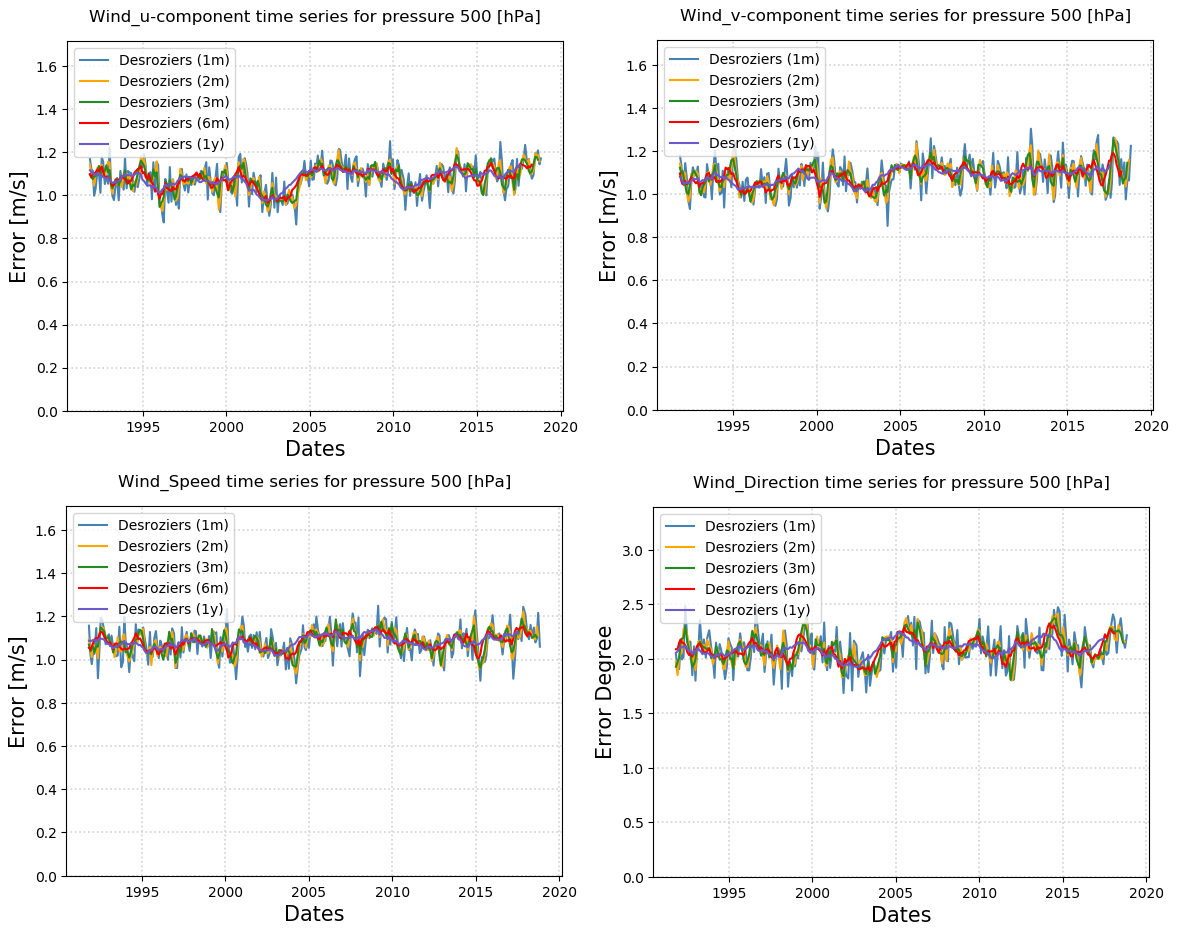 Wind_u-component time series for pressure 500 [hPa]
Desroziers (1m)
Desroziers (2m)
Desroziers (3m)
Desroziers (6m)
Desroziers (1y)
1.6
1.4
1.2
1.0
0.8
0.6
0.4
0.2
0.0
Error [m/s]
1995 2000 2005 2010 2015 2020
Dates
Wind_v-component time series for pressure 500 [hPa]
Desroziers (1m)
Desroziers (2m)
Desroziers (3m)
Desroziers (6m)
Desroziers (1y)
1.6
1.4
1.2
1.0
0.8
0.6
0.4
0.2
0.0
Error [m/s]
1995 2000 2005 2010 2015 2020
Dates
Wind_Speed time series for pressure 500 [hPa]
Desroziers (1m)
Desroziers (2m)
Desroziers (3m)
Desroziers (6m)
Desroziers (1y)
1.6
1.4
1.2
1.0
0.8
0.6
0.4
0.2
0.0
Error [m/s]
1995 2000 2005 2010 2015 2020
Dates
Wind_Direction time series for pressure 500 [hPa]
Desroziers (1m)
Desroziers (2m)
Desroziers (3m)
Desroziers (6m)
Desroziers (1y)
3.0
2.5
2.0
1.5
1.0
0.5
0.0
Error Degree
1995 2000 2005 2010 2015 2020
Dates